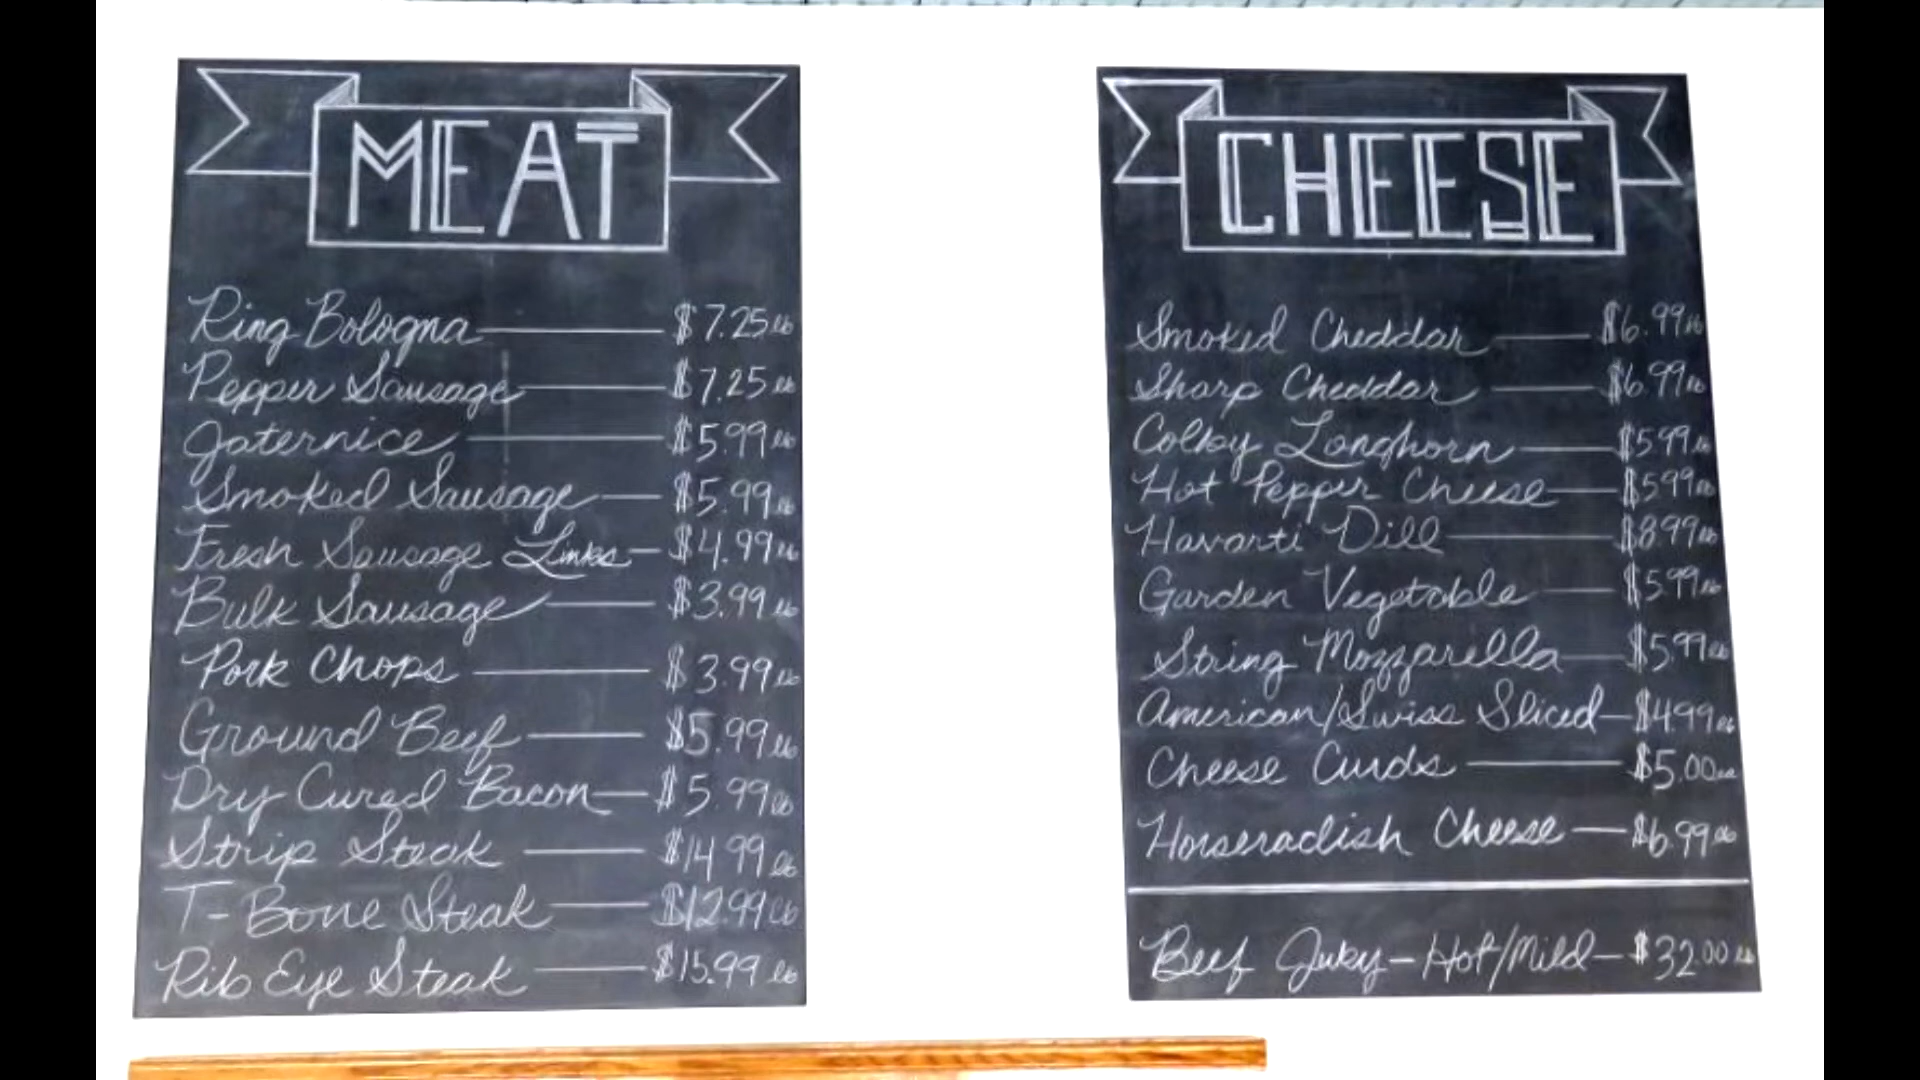 MEAT
Ring Bologna $7.25 lb
Pepper Sausage $7.25 lb
Jaternice $5.99 lb
Smoked Sausage $5.99 lb
Fresh Sausage Links $4.99 lb
Bulk Sausage $3.99 lb
Pork Chops $3.99 lb
Ground Beef $5.99 lb
Dry Cured Bacon $5.99 lb
Strip Steak $14.99 lb
T-Bone Steak $12.99 lb
Rib Eye Steak $15.99 lb
CHEESE
Smoked Cheddar $6.99 lb
Sharp Cheddar $6.99 lb
Colby Longhorn $5.99 lb
Hot Pepper Cheese $5.99 lb
Havarti Dill $8.99 lb
Garden Vegetable $5.99 lb
String Mozzarella $5.99 lb
American/Swiss Sliced $4.99 lb
Cheese Curds $5.00 ea
Horseradish Cheese $6.99 lb
Beef Jerky - Hot/Mild - $32.00 lb